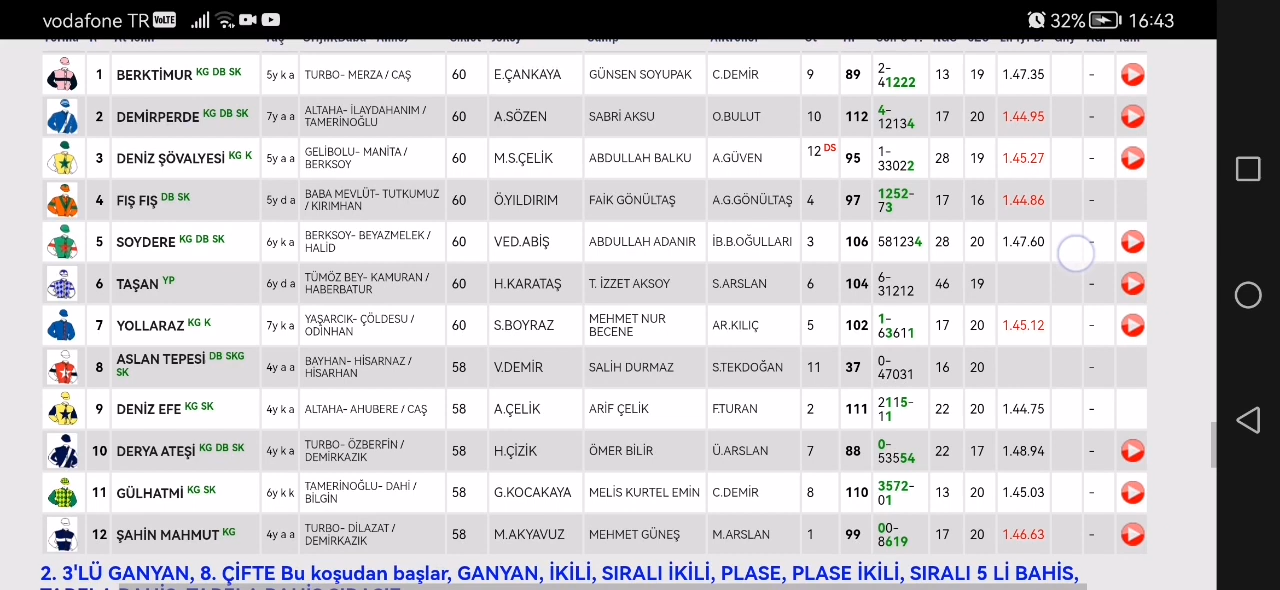 vodafone TR VoLTE 32% 16:43
1 BERKTİMUR KG DB SK 5y k a TURBO- MERZA / ÇAŞ 60 E.ÇANKAYA GÜNSEN SOYUPAK C.DEMİR 9 89 2-41222 13 19 1.47.35 -
2 DEMİRPERDE KG DB SK 7y a a ALTAHA- İLAYDAHANIM / TAMERİNOĞLU 60 A.SÖZEN SABRİ AKSU O.BULUT 10 112 4-12134 17 20 1.44.95 -
3 DENİZ ŞÖVALYESİ KG K 5y a a GELİBOLU- MANİTA / BERKSOY 60 M.S.ÇELİK ABDULLAH BALKU A.GÜVEN 12 DS 95 1-33022 28 19 1.45.27 -
4 FIŞ FIŞ DB SK 5y d a BABA MEVLÜT- TUTKUMUZ / KIRIMHAN 60 Ö.YILDIRIM FAİK GÖNÜLTAŞ A.G.GÖNÜLTAŞ 4 97 1252-73 17 16 1.44.86 -
5 SOYDERE KG DB SK 6y k a BERKSOY- BEYAZMELEK / HALİD 60 VED.ABİŞ ABDULLAH ADANIR İB.B.OĞULLARI 3 106 581234 28 20 1.47.60 -
6 TAŞAN YP 6y d a TÜMÖZ BEY- KAMURAN / HABERBATUR 60 H.KARATAŞ T. İZZET AKSOY S.ARSLAN 6 104 6-31212 46 19 -
7 YOLLARAZ KG K 7y k a YAŞARCIK- ÇÖLDESU / ODİNHAN 60 S.BOYRAZ MEHMET NUR BECENE AR.KILIÇ 5 102 1-63611 17 20 1.45.12 -
8 ASLAN TEPESİ DB SKG SK 4y a a BAYHAN- HİSARNAZ / HİSARHAN 58 V.DEMİR SALİH DURMAZ S.TEKDOĞAN 11 37 0-47031 16 20 -
9 DENİZ EFE KG SK 4y k a ALTAHA- AHUBERE / ÇAŞ 58 A.ÇELİK ARİF ÇELİK F.TURAN 2 111 2115-11 22 20 1.44.75 -
10 DERYA ATEŞİ KG DB SK 4y k a TURBO- ÖZBERFİN / DEMİRKAZIK 58 H.ÇİZİK ÖMER BİLİR Ü.ARSLAN 7 88 0-53554 22 17 1.48.94 -
11 GÜLHATMİ KG SK 6y k k TAMERİNOĞLU- DAHİ / BİLGİN 58 G.KOCAKAYA MELİS KURTEL EMİN C.DEMİR 8 110 3572-01 13 20 1.45.03 -
12 ŞAHİN MAHMUT KG 4y a a TURBO- DİLAZAT / DEMİRKAZIK 58 M.AKYAVUZ MEHMET GÜNEŞ M.ARSLAN 1 99 00-8619 17 20 1.46.63 -
2. 3'LÜ GANYAN, 8. ÇİFTE Bu koşudan başlar, GANYAN, İKİLİ, SIRALI İKİLİ, PLASE, PLASE İKİLİ, SIRALI 5 Lİ BAHİS,